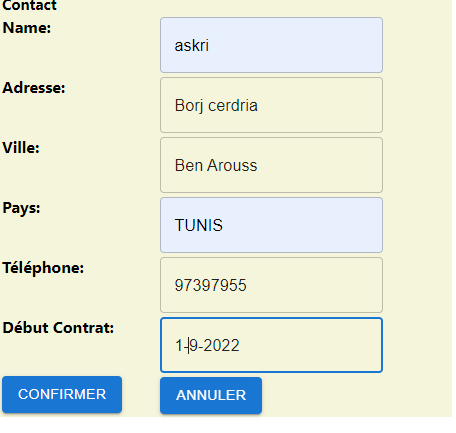 Contact
Name: askri
Adresse: Borj cerdria
Ville: Ben Arouss
Pays: TUNIS
Téléphone: 97397955
Début Contrat: 1-9-2022
CONFIRMER ANNULER